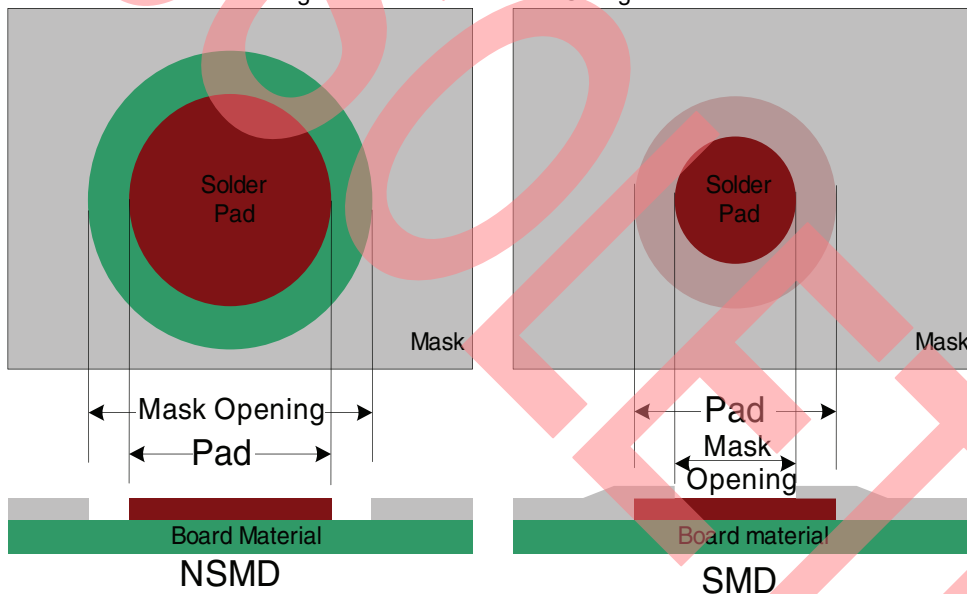 Solder
Pad
Mask
Mask Opening
Pad
Board Material
NSMD
Solder
Pad
Mask
Pad
Mask
Opening
Board material
SMD